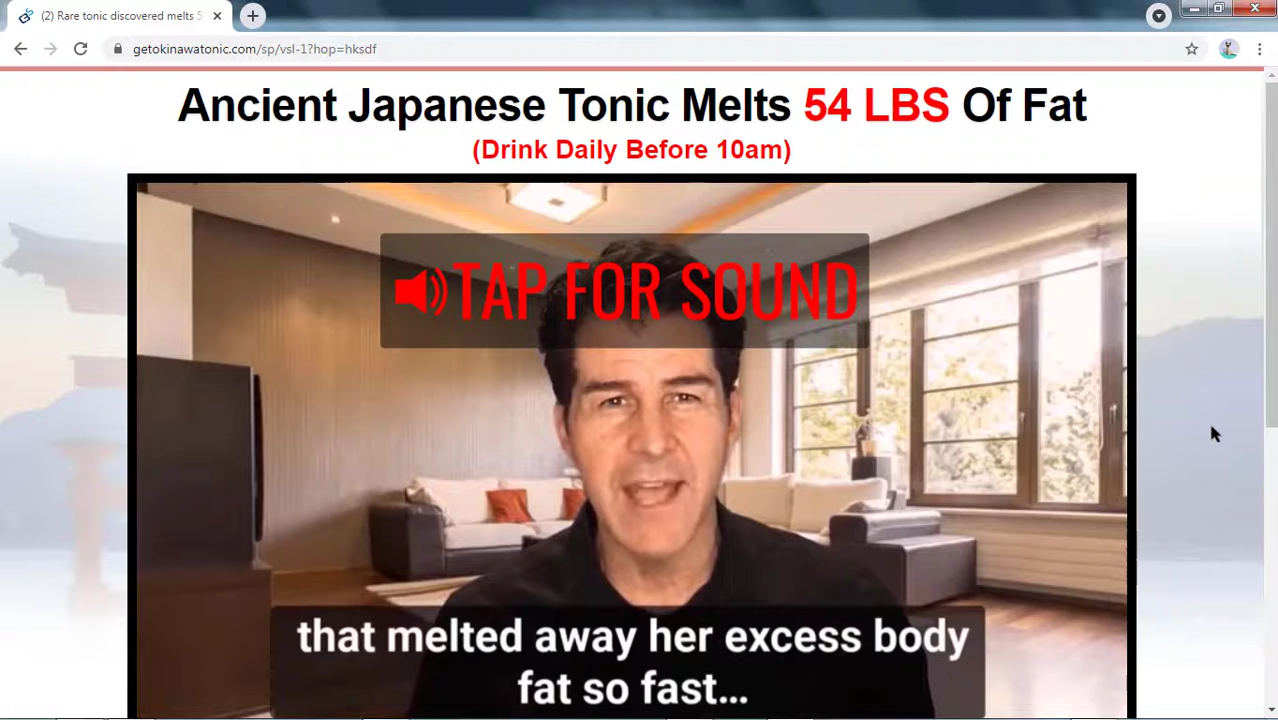 (2) Rare tonic discovered melts 5
getokinawatonic.com/sp/vsl-1?hop=hksdf
Ancient Japanese Tonic Melts 54 LBS Of Fat
(Drink Daily Before 10am)
TAP FOR SOUND
that melted away her excess body
fat so fast...